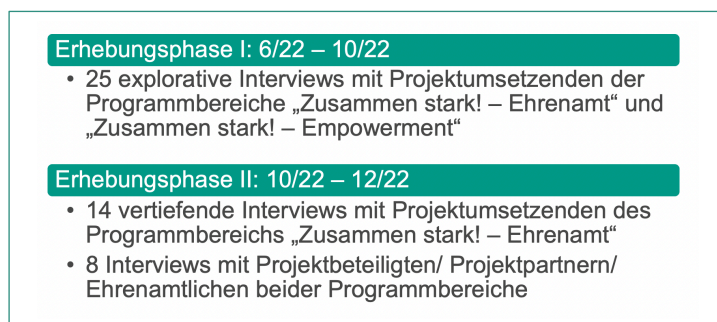 Erhebungsphase I: 6/22 – 10/22
• 25 explorative Interviews mit Projektumsetzenden der
Programmbereiche „Zusammen stark! – Ehrenamt“ und
„Zusammen stark! – Empowerment“
Erhebungsphase II: 10/22 – 12/22
• 14 vertiefende Interviews mit Projektumsetzenden des
Programmbereichs „Zusammen stark! – Ehrenamt“
• 8 Interviews mit Projektbeteiligten/ Projektpartnern/
Ehrenamtlichen beider Programmbereiche